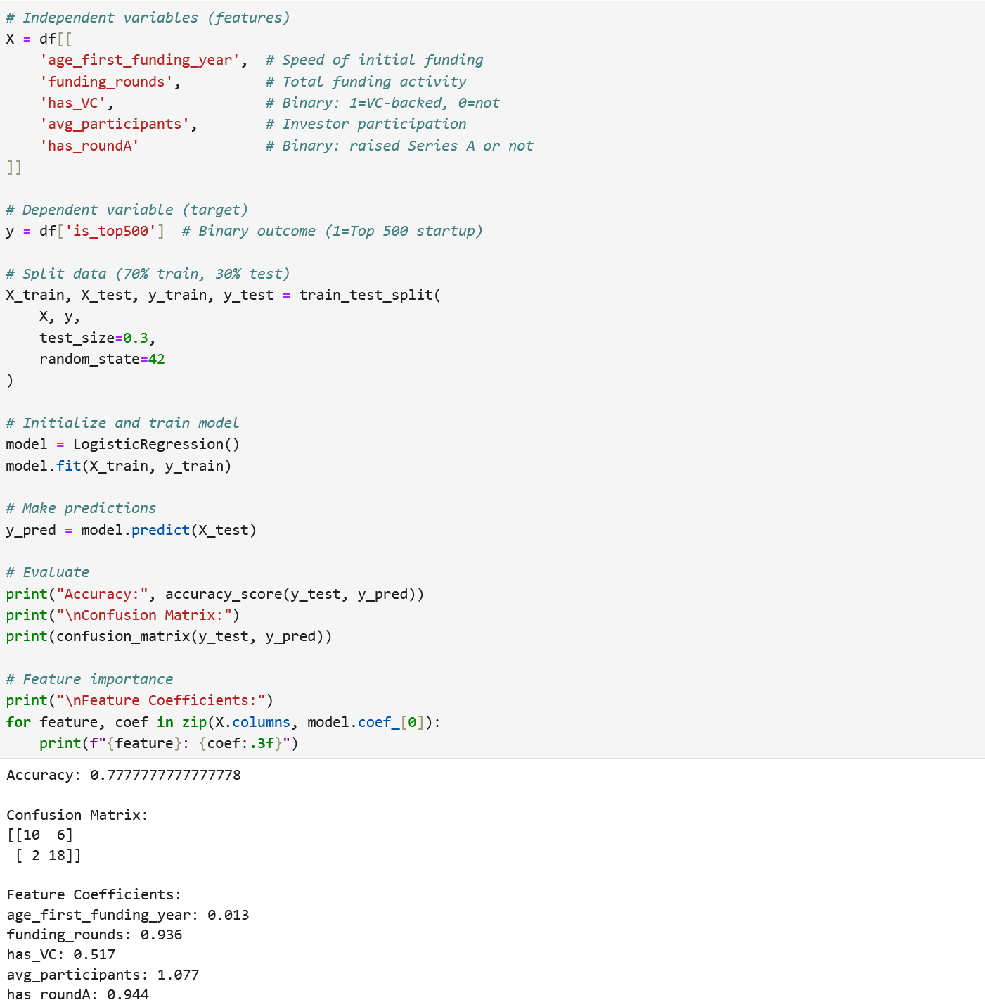 # Independent variables (features)
X = df[[
    'age_first_funding_year',  # Speed of initial funding
    'funding_rounds',          # Total funding activity
    'has_VC',                  # Binary: 1=VC-backed, 0=not
    'avg_participants',        # Investor participation
    'has_roundA'               # Binary: raised Series A or not
]]
# Dependent variable (target)
y = df['is_top500']  # Binary outcome (1=Top 500 startup)
# Split data (70% train, 30% test)
X_train, X_test, y_train, y_test = train_test_split(
    X, y,
    test_size=0.3,
    random_state=42
)
# Initialize and train model
model = LogisticRegression()
model.fit(X_train, y_train)
# Make predictions
y_pred = model.predict(X_test)
# Evaluate
print("Accuracy:", accuracy_score(y_test, y_pred))
print("\nConfusion Matrix:")
print(confusion_matrix(y_test, y_pred))
# Feature importance
print("\nFeature Coefficients:")
for feature, coef in zip(X.columns, model.coef_[0]):
    print(f"{feature}: {coef:.3f}")
Accuracy: 0.7777777777777778
Confusion Matrix:
[[10  6]
 [ 2 18]]
Feature Coefficients:
age_first_funding_year: 0.013
funding_rounds: 0.936
has_VC: 0.517
avg_participants: 1.077
has_roundA: 0.944